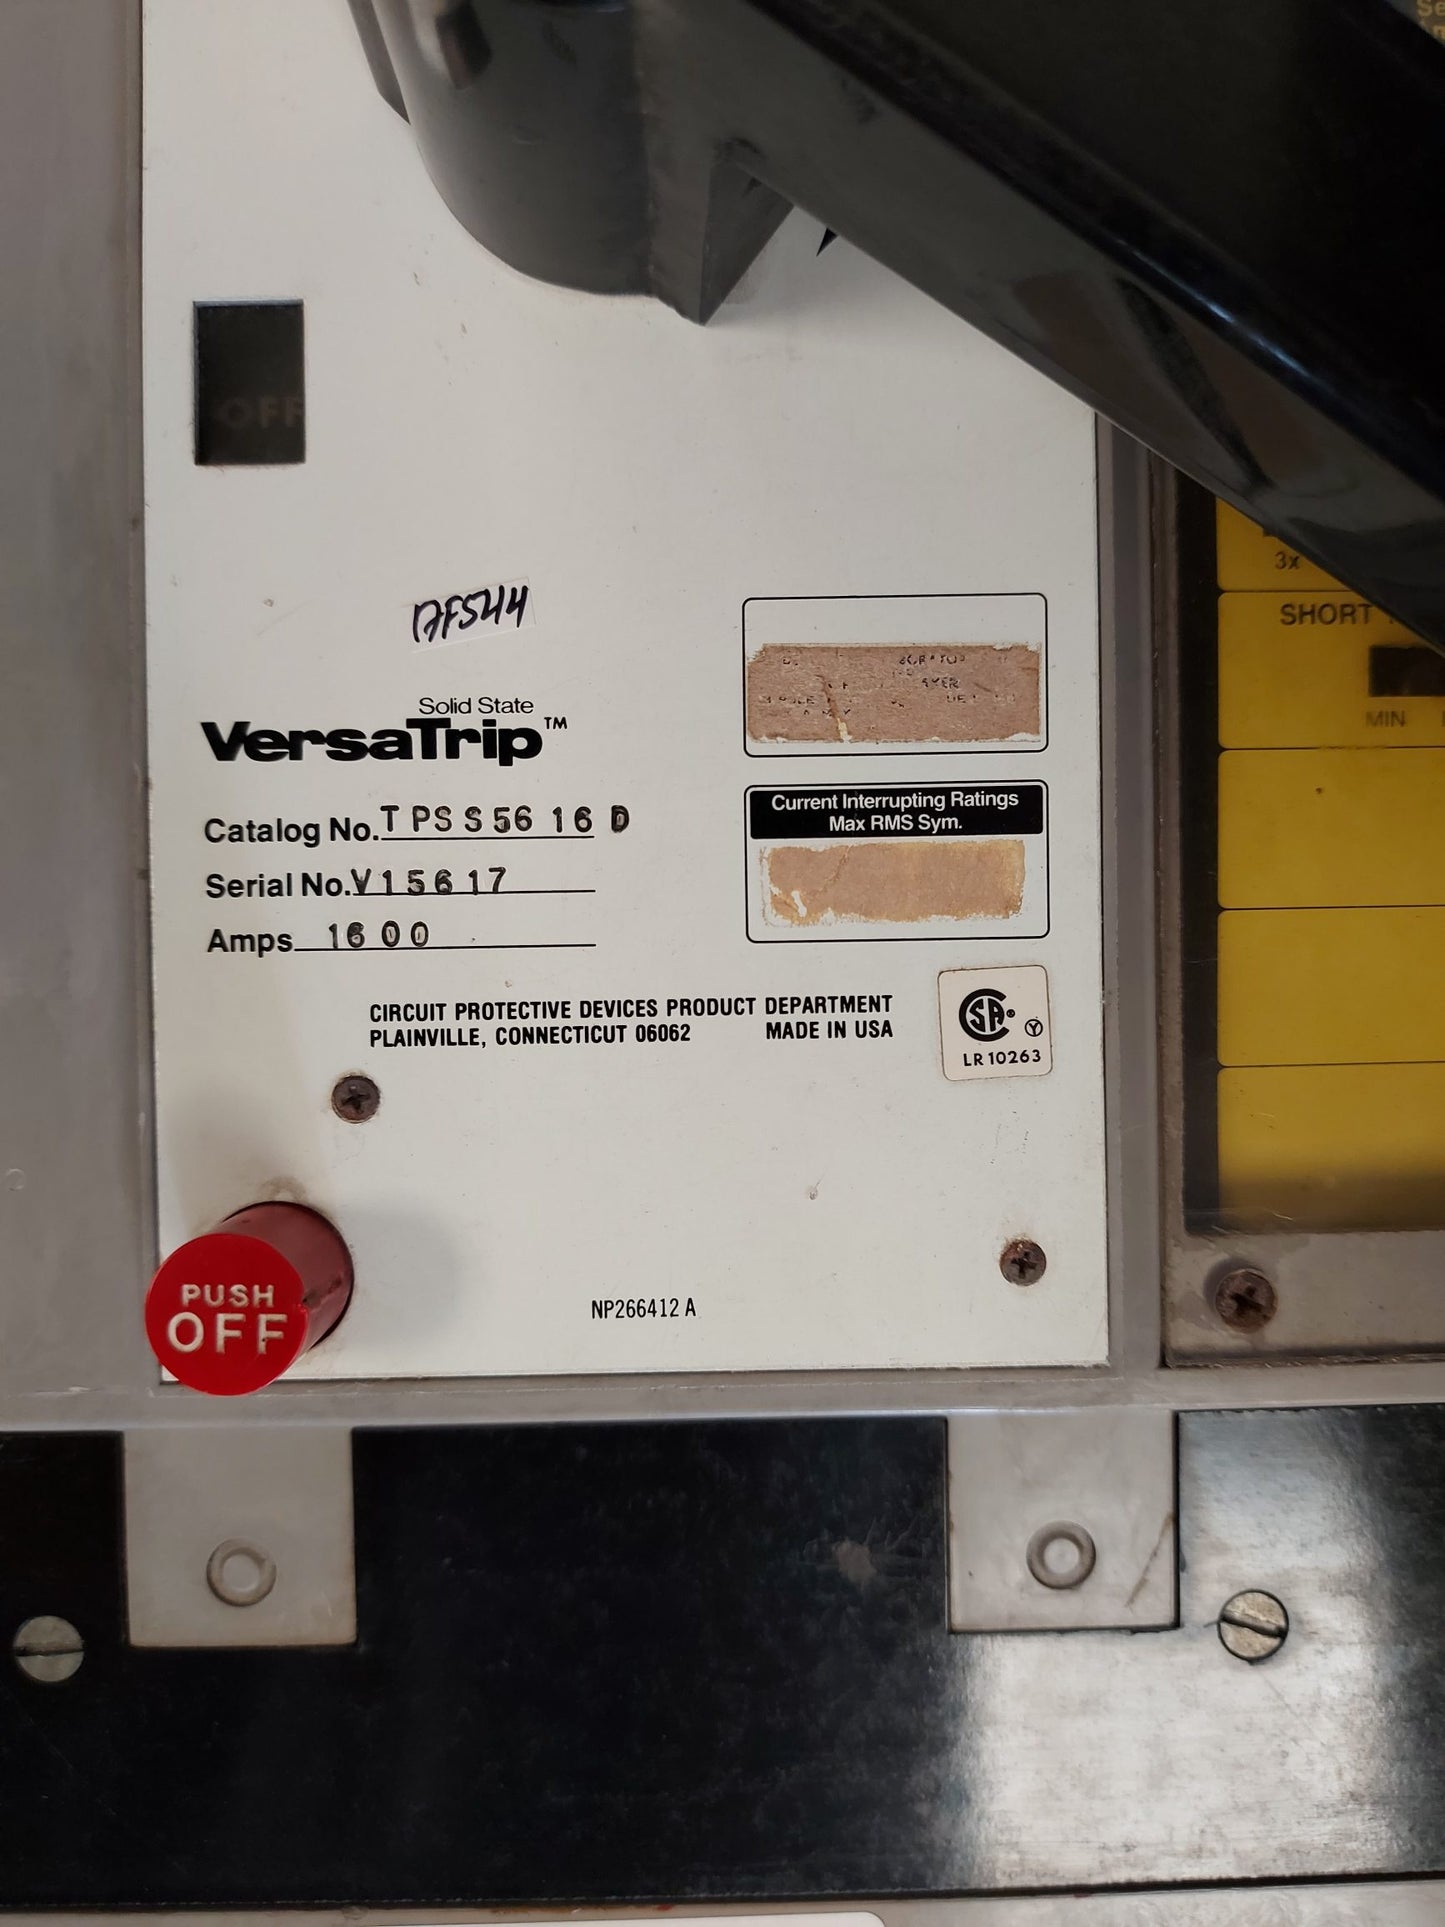 OFF
3x
SHORT
MIN
Solid State
VersaTrip™
Catalog No. TPSS5616D
Serial No. V15617
Amps 1600
Current Interrupting Ratings
Max RMS Sym.
CIRCUIT PROTECTIVE DEVICES PRODUCT DEPARTMENT
PLAINVILLE, CONNECTICUT 06062 MADE IN USA
CSA®
LR 10263
PUSH
OFF
NP266412 A